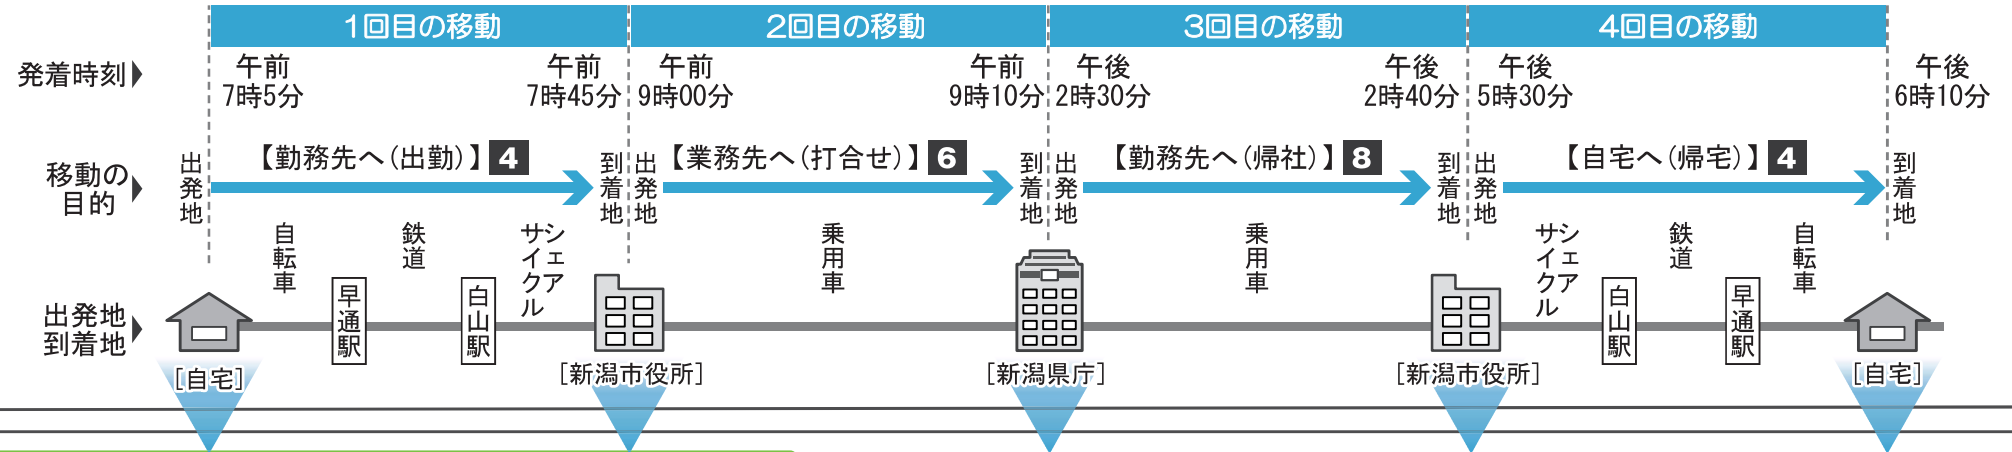 1回目の移動
2回目の移動
3回目の移動
4回目の移動
発着時刻
午前
7時5分
午前
7時45分
午前
9時00分
午前
9時10分
午後
2時30分
午後
2時40分
午後
5時30分
午後
6時10分
移動の
目的
出発地
【勤務先へ(出勤)】4
到着地
出発地
【業務先へ(打合せ)】6
到着地
出発地
【勤務先へ(帰社)】8
到着地
出発地
【自宅へ(帰宅)】4
到着地
出発地
到着地
自転車
早通駅
鉄道
白山駅
シェア
サイクル
乗用車
乗用車
シェア
サイクル
白山駅
鉄道
早通駅
自転車
[自宅]
[新潟市役所]
[新潟県庁]
[新潟市役所]
[自宅]